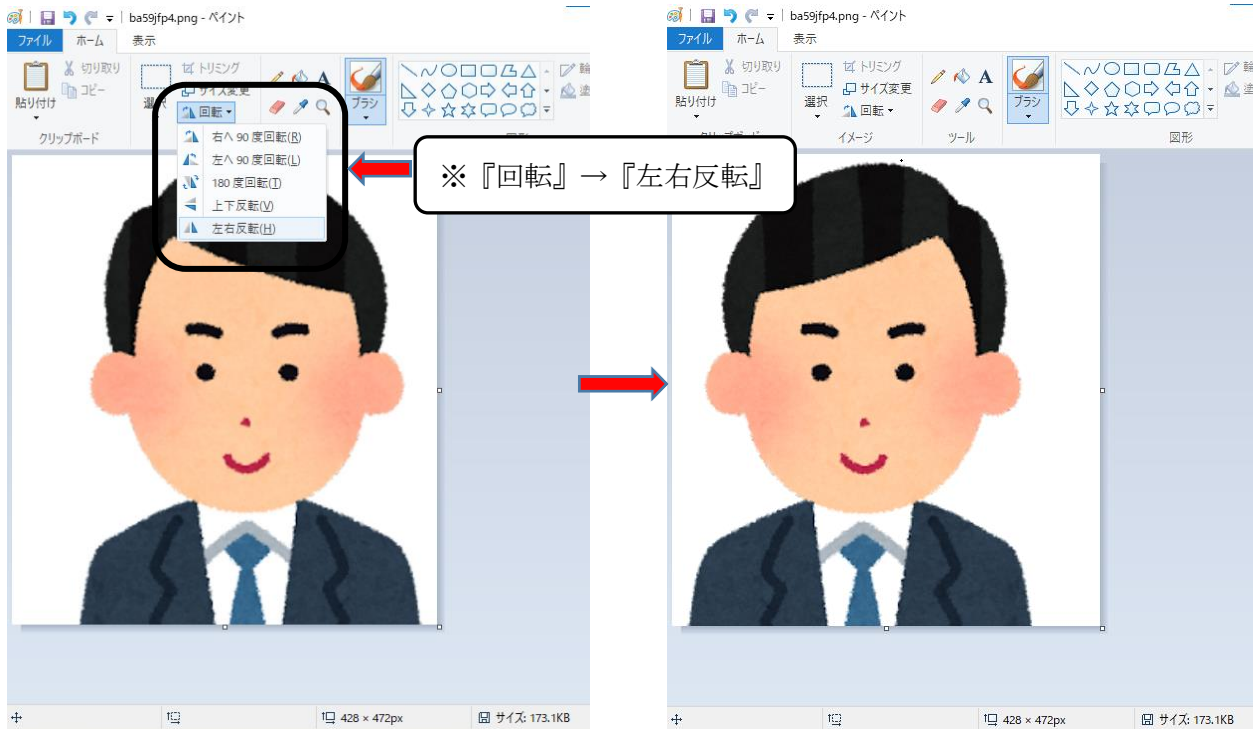 ba59jfp4.png - ペイント
ファイル ホーム 表示
切り取り
コピー
貼り付け
クリップボード
トリミング
サイズ変更
選択
回転
A
ブラシ
右へ 90 度回転(R)
左へ 90 度回転(L)
180 度回転(T)
上下反転(V)
左右反転(H)
※『回転』→『左右反転』
428 × 472px
サイズ: 173.1KB
ba59jfp4.png - ペイント
ファイル ホーム 表示
切り取り
コピー
貼り付け
トリミング
サイズ変更
選択
回転
イメージ
A
ツール
ブラシ
図形
428 × 472px
サイズ: 173.1KB